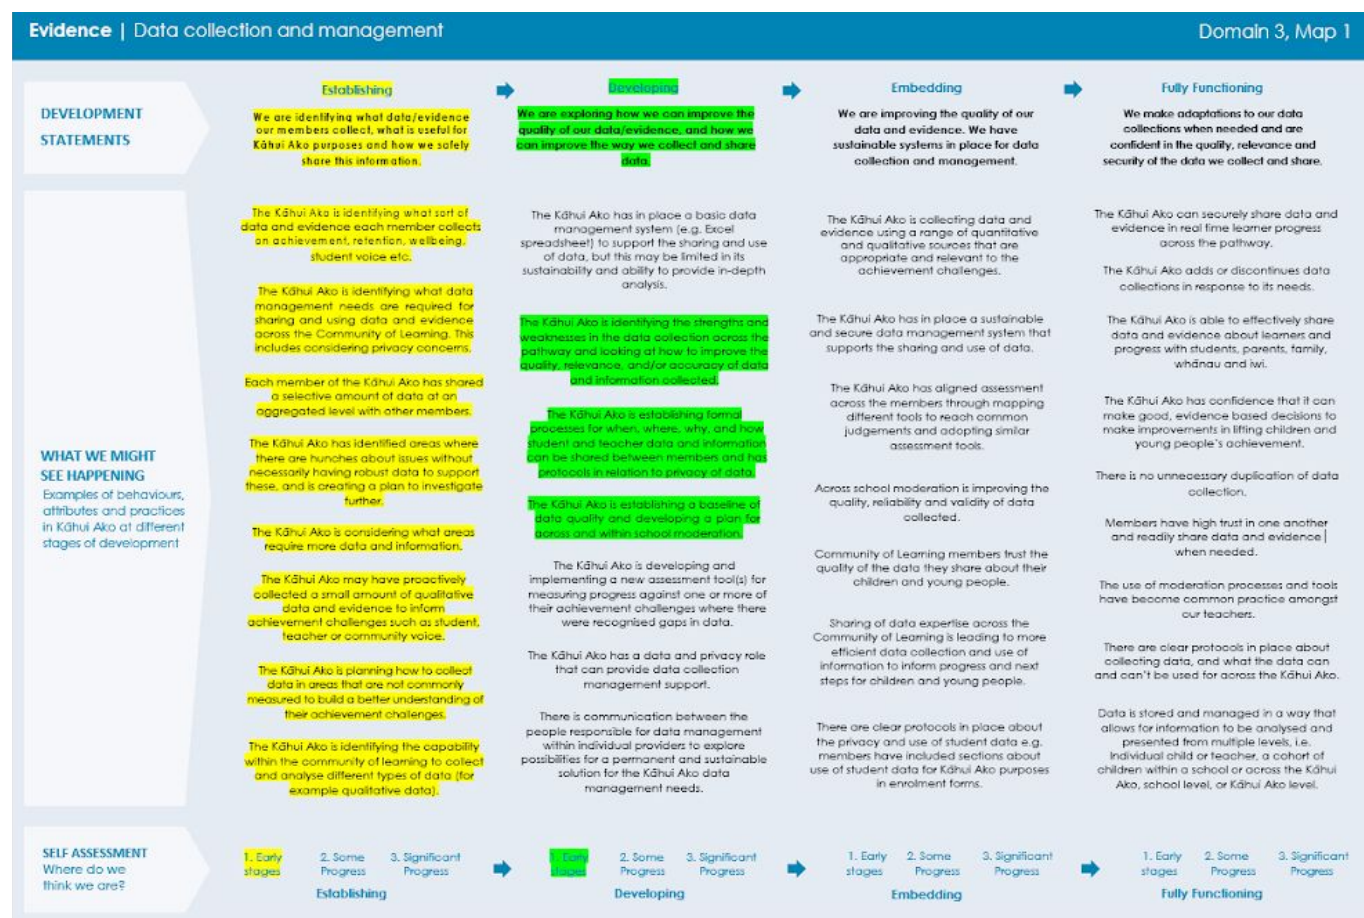 Evidence | Data collection and management
Domain 3, Map 1
DEVELOPMENT
STATEMENTS
Establishing
We are identifying what data/evidence
our members collect, what is useful for
Kāhui Ako purposes and how we safely
share this information.
Developing
We are exploring how we can improve the
quality of our data/evidence, and how we
can improve the way we collect and share
data.
Embedding
We are improving the quality of our
data and evidence. We have
sustainable systems in place for data
collection and management.
Fully Functioning
We make adaptations to our data
collections when needed and are
confident in the quality, relevance and
security of the data we collect and share.
WHAT WE MIGHT
SEE HAPPENING
Examples of behaviours,
attributes and practices
in Kāhui Ako at different
stages of development
The Kāhui Ako is identifying what sort of
data and evidence each member collects
on achievement, retention, wellbeing,
student voice etc.
The Kāhui Ako is identifying what data
management needs are required for
sharing and using data and evidence
across the Community of Learning. This
includes considering privacy concerns.
Each member of the Kāhui Ako has shared
a selective amount of data at an
aggregated level with other members.
The Kāhui Ako has identified areas where
there are hunches about issues without
necessarily having robust data to support
these, and is creating a plan to investigate
further.
The Kāhui Ako is considering what areas
require more data and information.
The Kāhui Ako may have proactively
collected a small amount of qualitative
data and evidence to inform
achievement challenges such as student,
teacher or community voice.
The Kāhui Ako is planning how to collect
data in areas that are not commonly
measured to build a better understanding of
their achievement challenges.
The Kāhui Ako is identifying the capability
within the community of learning to collect
and analyse different types of data (for
example qualitative data).
The Kāhui Ako has in place a basic data
management system (e.g. Excel
spreadsheet) to support the sharing and use
of data, but this may be limited in its
sustainability and ability to provide in-depth
analysis.
The Kāhui Ako is identifying the strengths and
weaknesses in the data collection across the
pathway and looking at how to improve the
quality, relevance, and/or accuracy of data
and information collected.
The Kāhui Ako is establishing formal
processes for when, where, why, and how
student and teacher data and information
can be shared between members and has
protocols in relation to privacy of data.
The Kāhui Ako is establishing a baseline of
data quality and developing a plan for
across and within school moderation.
The Kāhui Ako is developing and
implementing a new assessment tool(s) for
measuring progress against one or more of
their achievement challenges where there
were recognised gaps in data.
The Kāhui Ako has a data and privacy role
that can provide data collection
management support.
There is communication between the
people responsible for data management
within individual providers to explore
possibilities for a permanent and sustainable
solution for the Kāhui Ako data
management needs.
The Kāhui Ako is collecting data and
evidence using a range of quantitative
and qualitative sources that are
appropriate and relevant to the
achievement challenges.
The Kāhui Ako has in place a sustainable
and secure data management system that
supports the sharing and use of data.
The Kāhui Ako has aligned assessment
across the members through mapping
different tools to reach common
judgements and adopting similar
assessment tools.
Across school moderation is improving the
quality, reliability and validity of data
collected.
Community of Learning members trust the
quality of the data they share about their
children and young people.
Sharing of data expertise across the
Community of Learning is leading to more
efficient data collection and use of
information to inform progress and next
steps for children and young people.
There are clear protocols in place about
the privacy and use of student data e.g.
members have included sections about
use of student data for Kāhui Ako purposes
in enrolment forms.
The Kāhui Ako can securely share data and
evidence in real time learner progress
across the pathway.
The Kāhui Ako adds or discontinues data
collections in response to its needs.
The Kāhui Ako is able to effectively share
data and evidence about learners and
progress with students, parents, family,
whānau and iwi.
The Kāhui Ako has confidence that it can
make good, evidence based decisions to
make improvements in lifting children and
young people's achievement.
There is no unnecessary duplication of data
collection.
Members have high trust in one another
and readily share data and evidence
when needed.
The use of moderation processes and tools
have become common practice amongst
our teachers.
There are clear protocols in place about
collecting data, and what the data can
and can't be used for across the Kāhui Ako.
Data is stored and managed in a way that
allows for information to be analysed and
presented from multiple levels, i.e.
Individual child or teacher, a cohort of
children within a school or across the Kāhui
Ako, school level, or Kāhui Ako level.
SELF ASSESSMENT
Where do we
think we are?
1. Early stages
2. Some Progress
3. Significant Progress
Establishing
1. Early stages
2. Some Progress
3. Significant Progress
Developing
1. Early stages
2. Some Progress
3. Significant Progress
Embedding
1. Early stages
2. Some Progress
3. Significant Progress
Fully Functioning